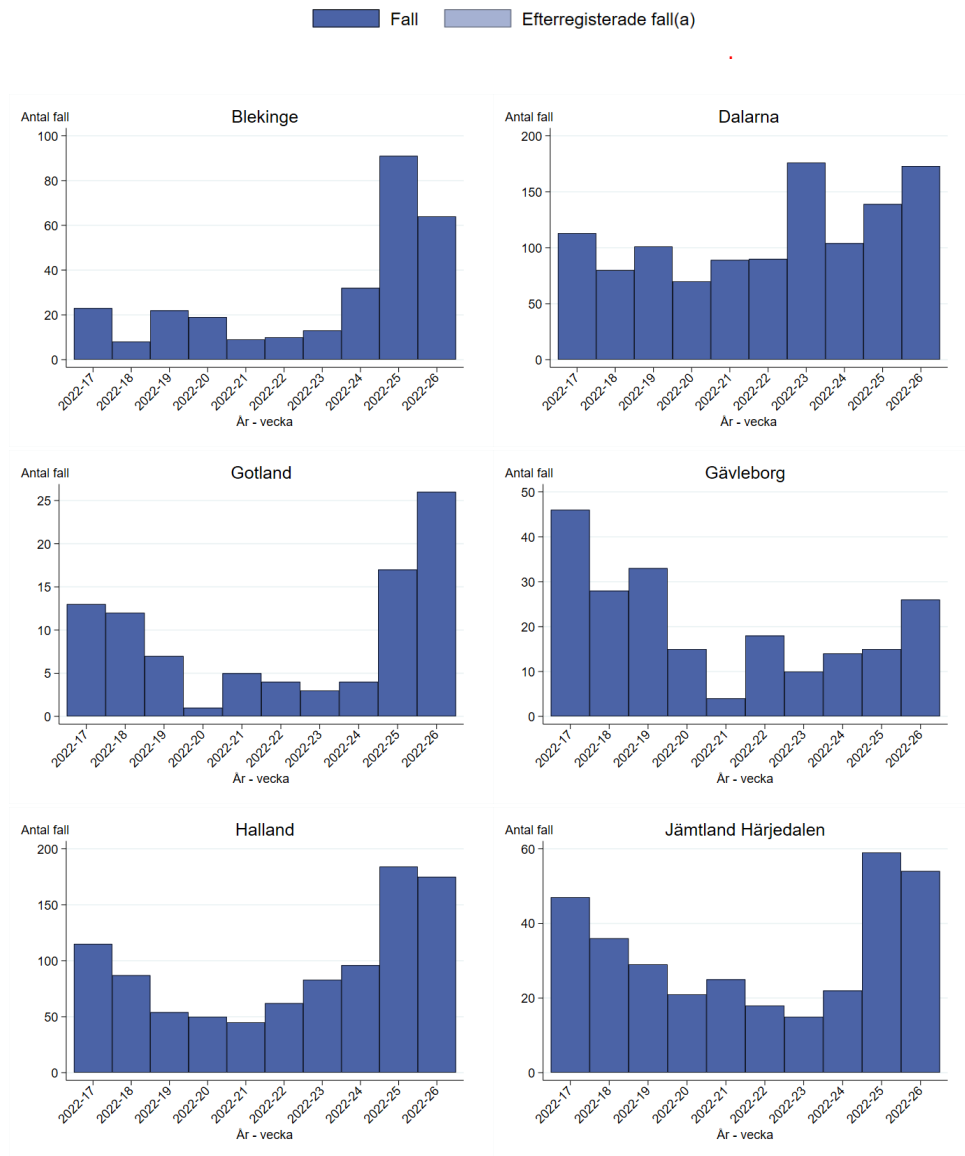 Fall Efterregisterade fall(a)
Antal fall Blekinge
100
80
60
40
20
0
2022-17 2022-18 2022-19 2022-20 2022-21 2022-22 2022-23 2022-24 2022-25 2022-26
År - vecka
Antal fall Dalarna
200
150
100
50
0
2022-17 2022-18 2022-19 2022-20 2022-21 2022-22 2022-23 2022-24 2022-25 2022-26
År - vecka
Antal fall Gotland
25
20
15
10
5
0
2022-17 2022-18 2022-19 2022-20 2022-21 2022-22 2022-23 2022-24 2022-25 2022-26
År - vecka
Antal fall Gävleborg
50
40
30
20
10
0
2022-17 2022-18 2022-19 2022-20 2022-21 2022-22 2022-23 2022-24 2022-25 2022-26
År - vecka
Antal fall Halland
200
150
100
50
0
2022-17 2022-18 2022-19 2022-20 2022-21 2022-22 2022-23 2022-24 2022-25 2022-26
År - vecka
Antal fall Jämtland Härjedalen
60
40
20
0
2022-17 2022-18 2022-19 2022-20 2022-21 2022-22 2022-23 2022-24 2022-25 2022-26
År - vecka